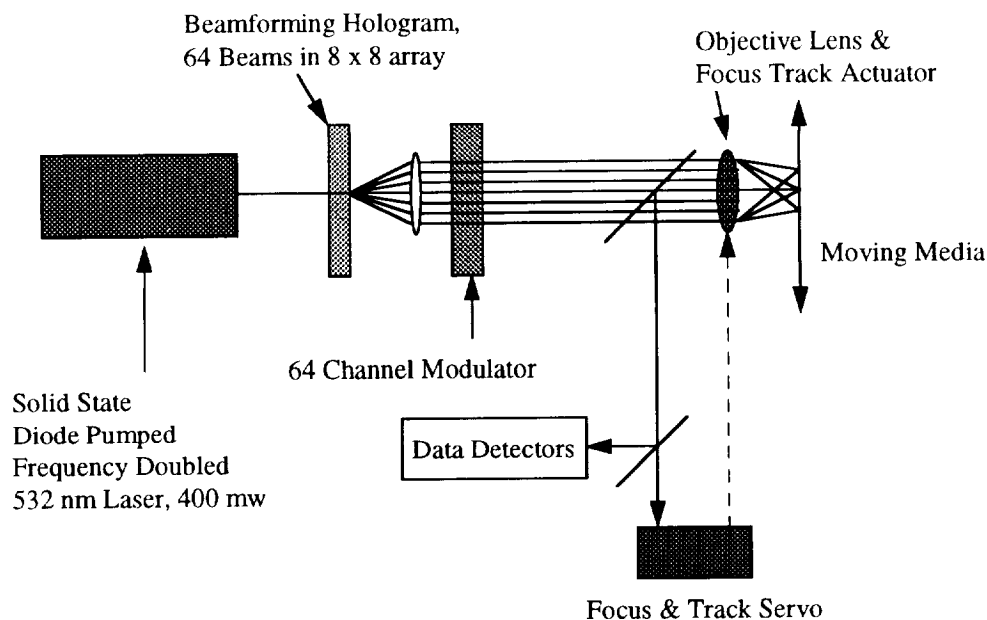 Beamforming Hologram,
64 Beams in 8 x 8 array
Objective Lens &
Focus Track Actuator
Moving Media
64 Channel Modulator
Solid State
Diode Pumped
Frequency Doubled
532 nm Laser, 400 mw
Data Detectors
Focus & Track Servo